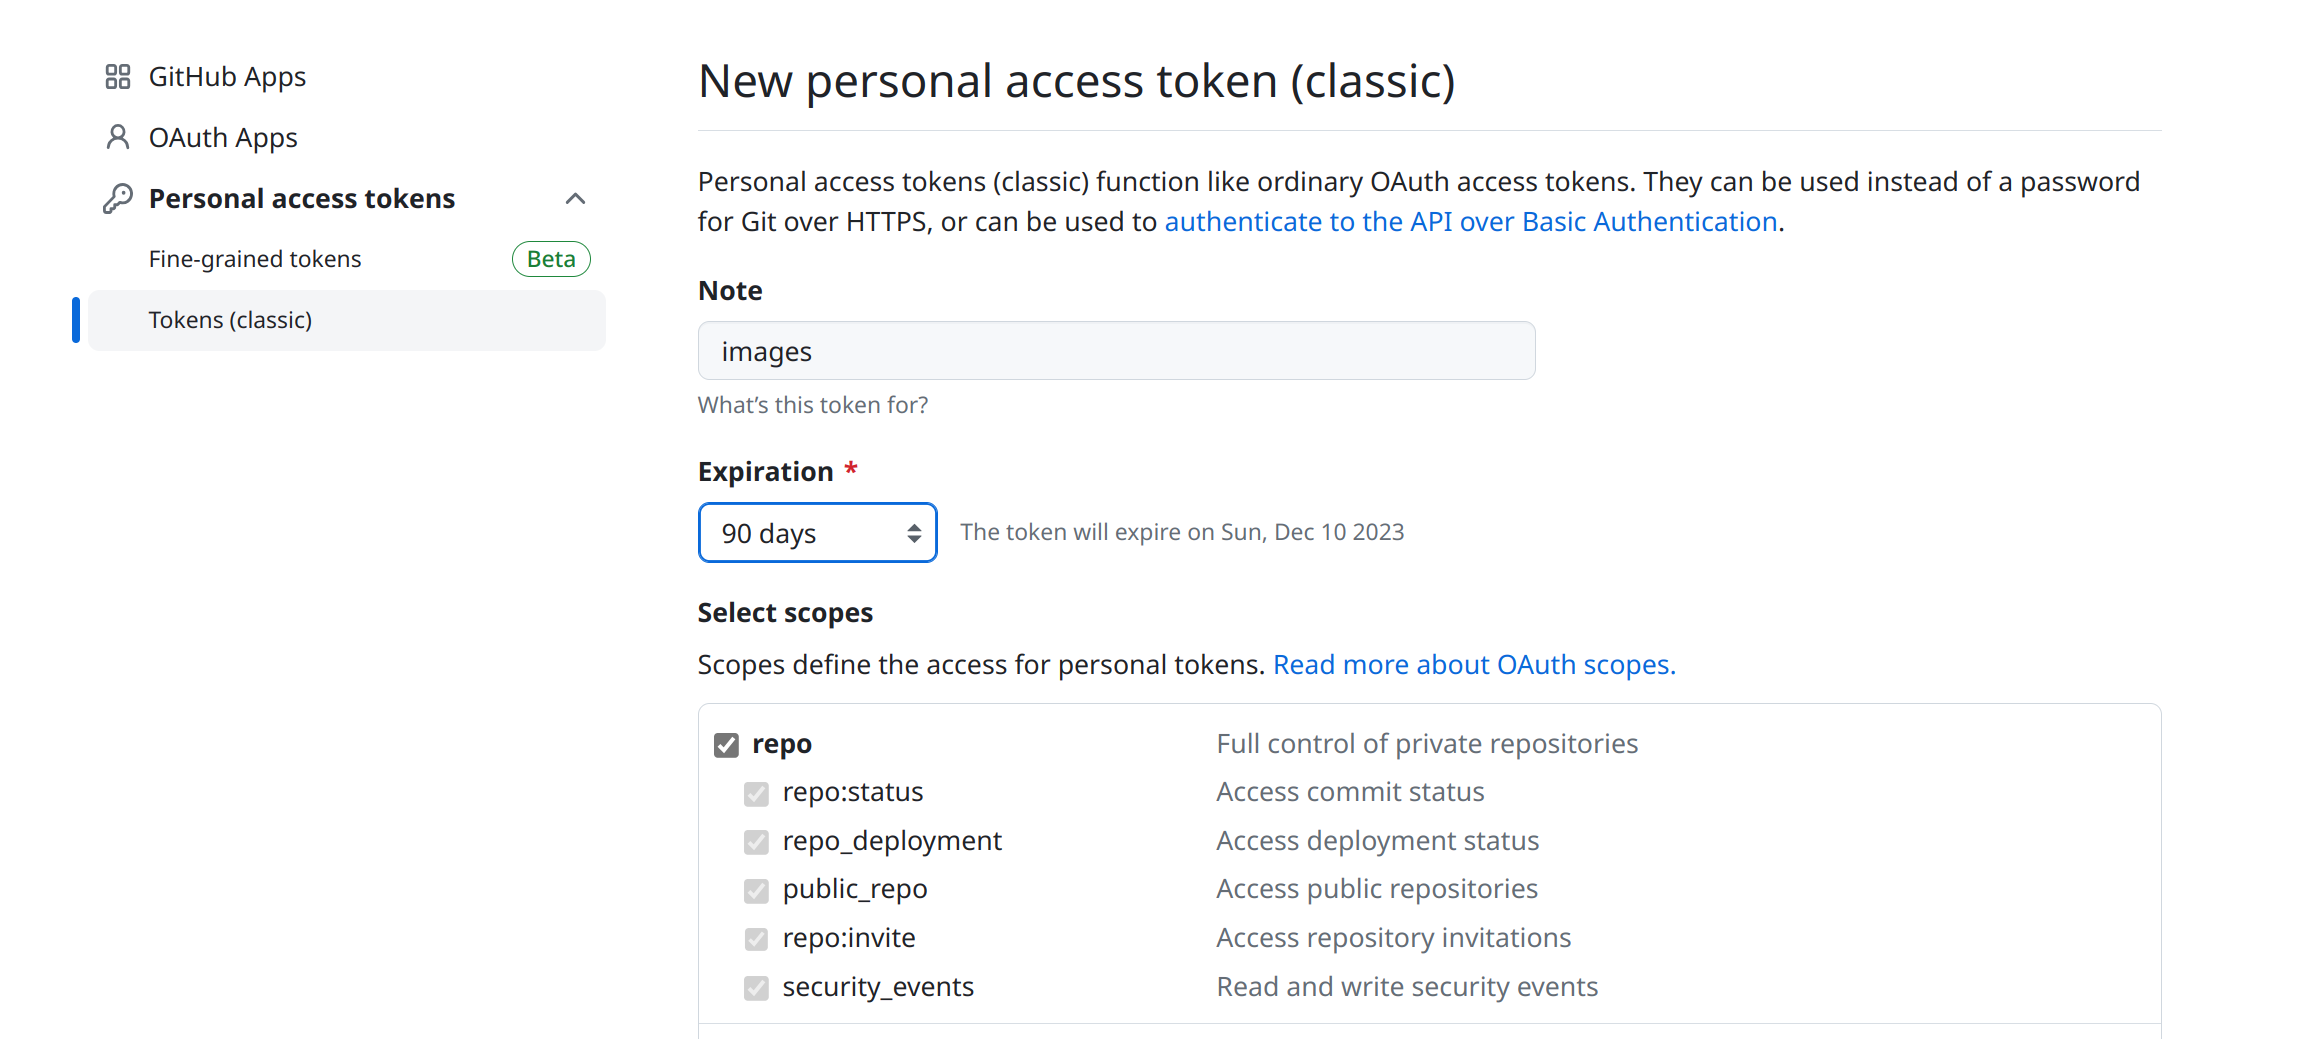 GitHub Apps
OAuth Apps
Personal access tokens
Fine-grained tokens Beta
Tokens (classic)
New personal access token (classic)
Personal access tokens (classic) function like ordinary OAuth access tokens. They can be used instead of a password
for Git over HTTPS, or can be used to authenticate to the API over Basic Authentication.
Note
images
What's this token for?
Expiration *
90 days The token will expire on Sun, Dec 10 2023
Select scopes
Scopes define the access for personal tokens. Read more about OAuth scopes.
repo Full control of private repositories
repo:status Access commit status
repo_deployment Access deployment status
public_repo Access public repositories
repo:invite Access repository invitations
security_events Read and write security events